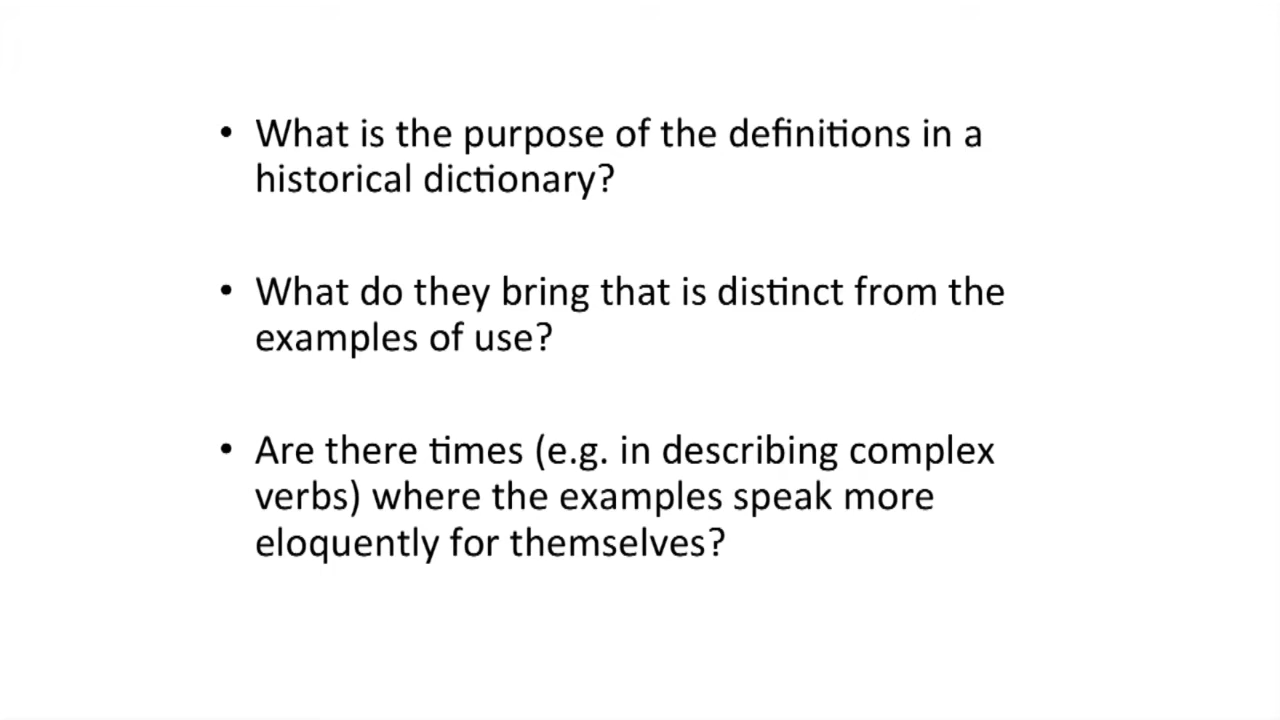 • What is the purpose of the definitions in a
historical dictionary?
• What do they bring that is distinct from the
examples of use?
• Are there times (e.g. in describing complex
verbs) where the examples speak more
eloquently for themselves?